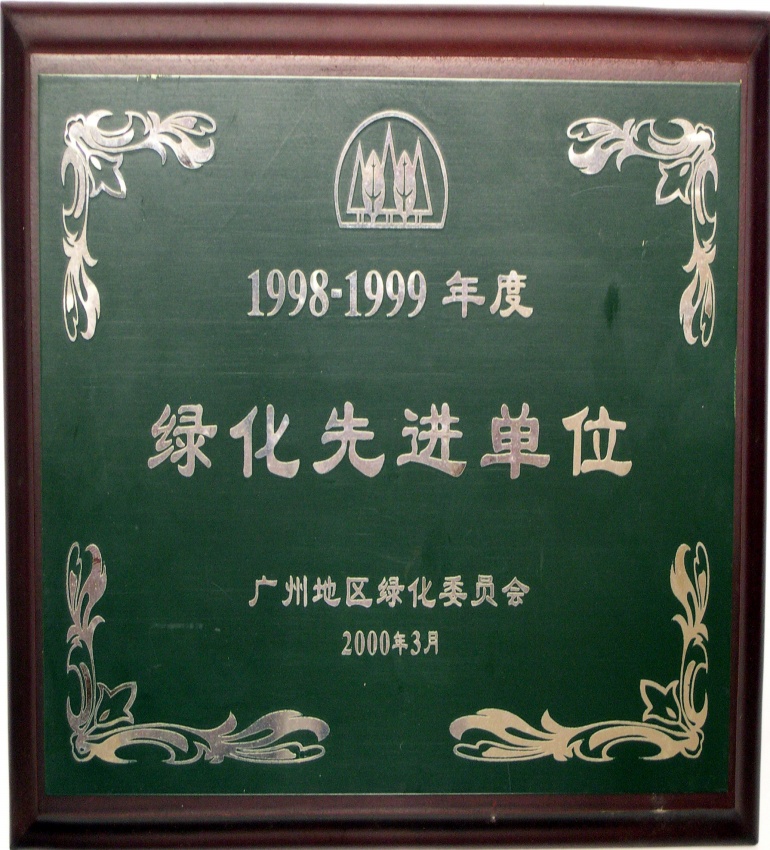 1998-1999 年度
绿化先进单位
广州地区绿化委员会
2000年3月